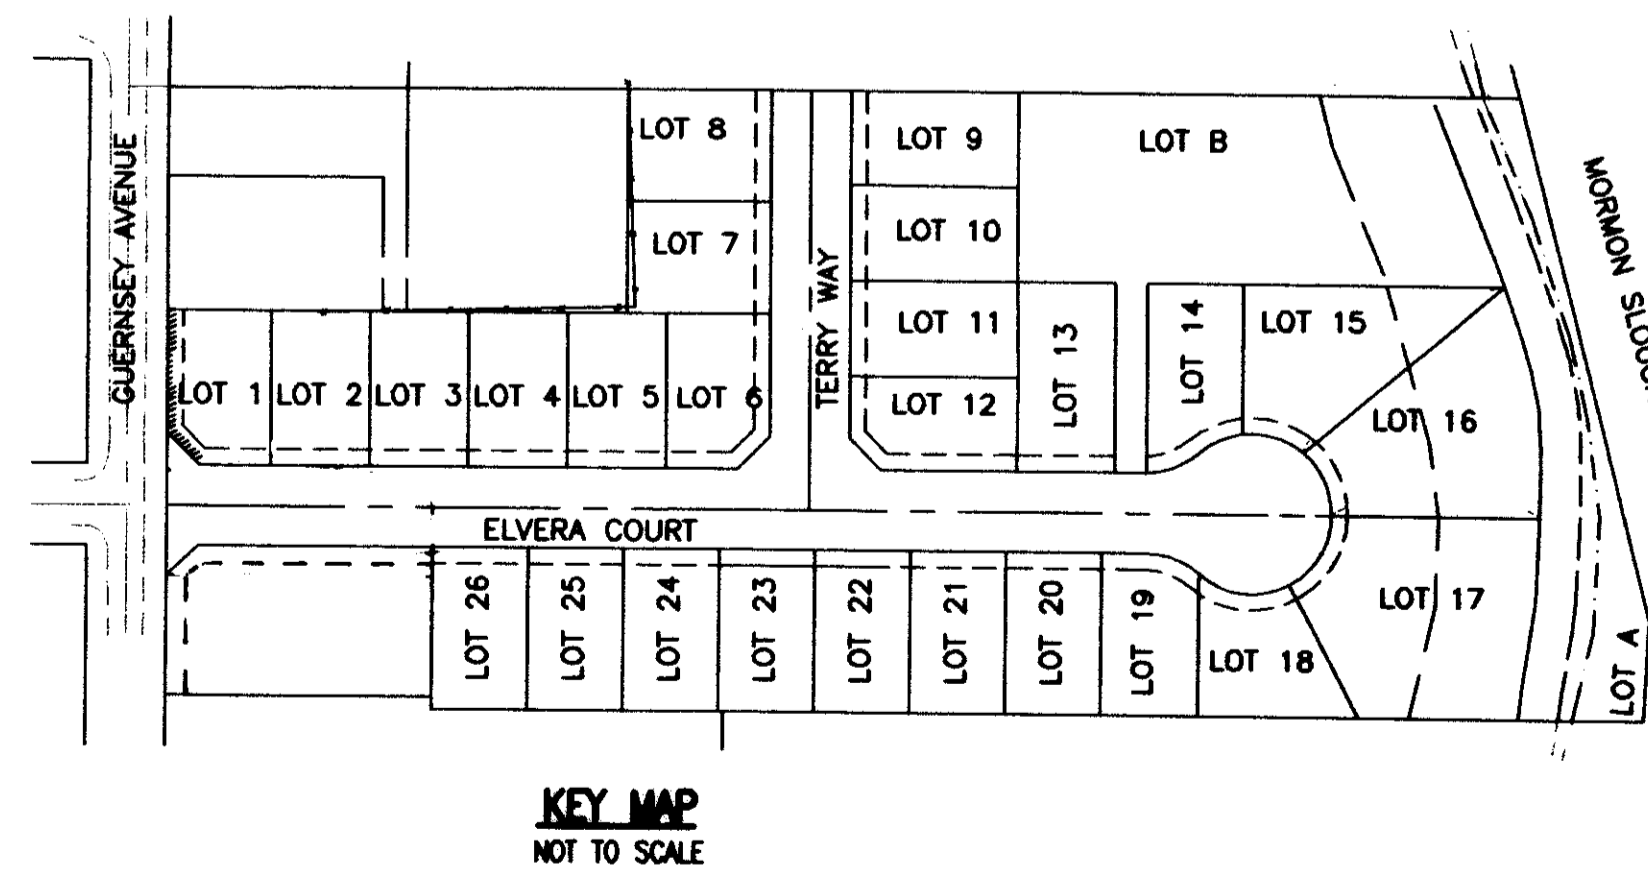 GUERNSEY AVENUE
LOT 8
LOT 7
LOT 1
LOT 2
LOT 3
LOT 4
LOT 5
LOT 6
TERRY WAY
LOT 9
LOT 10
LOT 11
LOT 12
LOT 13
LOT B
LOT 14
LOT 15
LOT 16
MORMON
LOT 17
LOT A
ELVERA COURT
LOT 26
LOT 25
LOT 24
LOT 23
LOT 22
LOT 21
LOT 20
LOT 19
LOT 18
KEY MAP
NOT TO SCALE